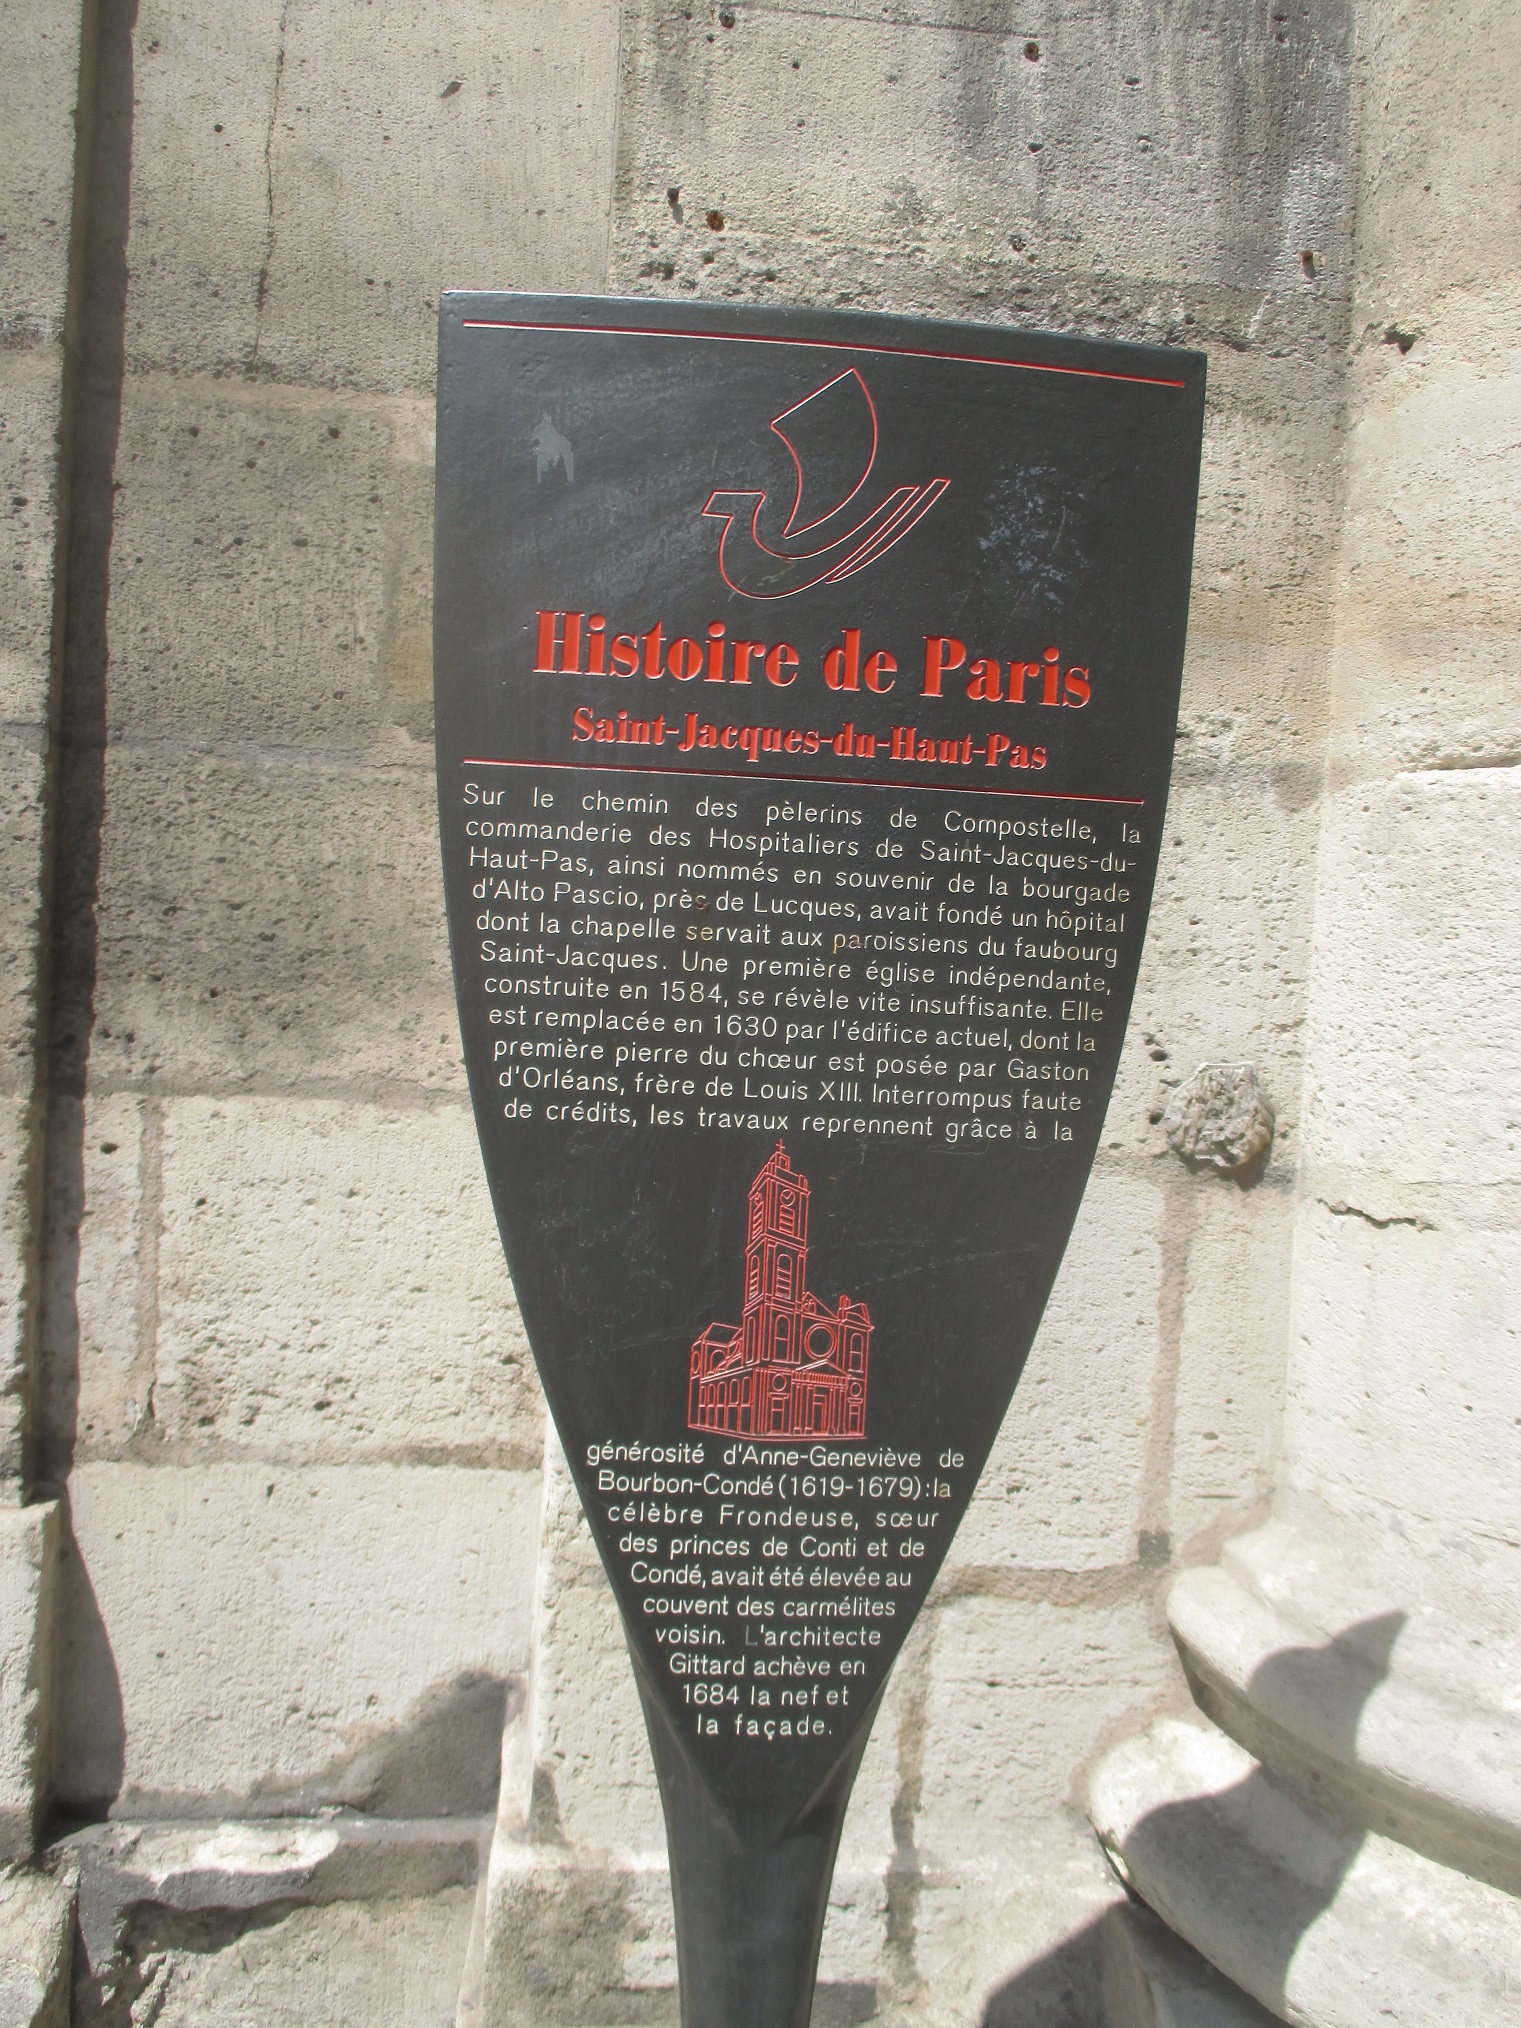 Histoire de Paris
Saint-Jacques-du-Haut-Pas
Sur le chemin des pèlerins de Compostelle, la
commanderie des Hospitaliers de Saint-Jacques-du-
Haut-Pas, ainsi nommés en souvenir de la bourgade
d'Alto Pascio, près de Lucques, avait fondé un hôpital
dont la chapelle servait aux paroissiens du faubourg
Saint-Jacques. Une première église indépendante,
construite en 1584, se révèle vite insuffisante. Elle
est remplacée en 1630 par l'édifice actuel, dont la
première pierre du chœur est posée par Gaston
d'Orléans, frère de Louis XIII. Interrompus faute
de crédits, les travaux reprennent grâce à la
générosité d'Anne-Geneviève de
Bourbon-Condé (1619-1679):la
célèbre Frondeuse, sœur
des princes de Conti et de
Condé, avait été élevée au
couvent des carmélites
voisin. L'architecte
Gittard achève en
1684 la nef et
la façade.